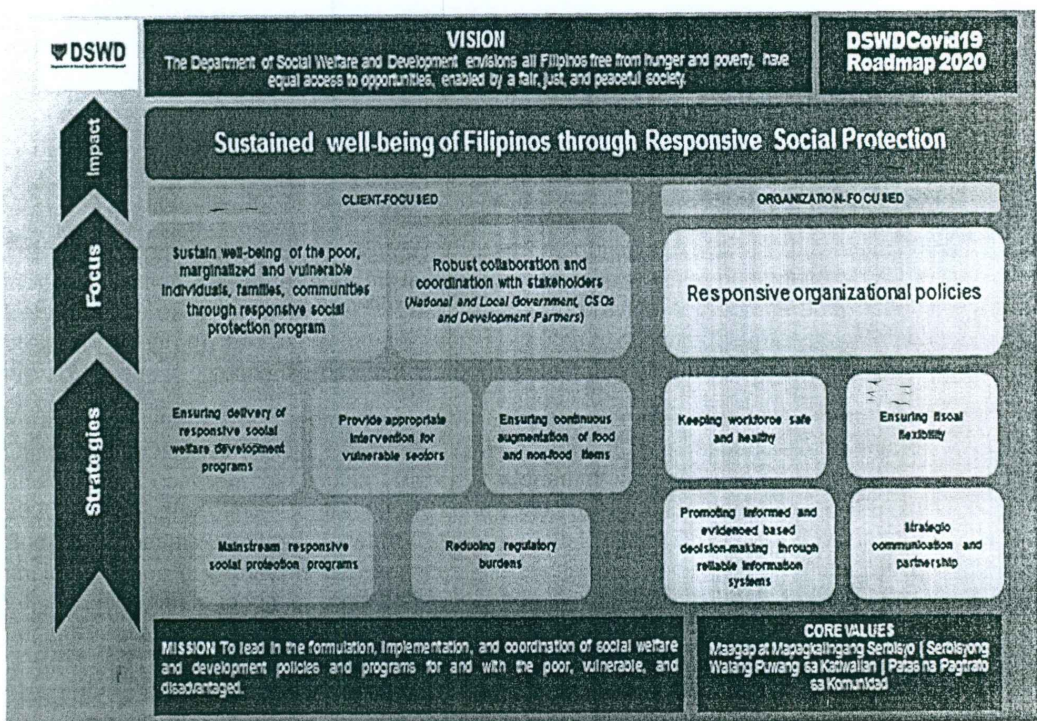 DSWD
VISION
The Department of Social Welfare and Development envisions all Filipinos free from hunger and poverty, have
equal access to opportunities, enabled by a fair, just, and peaceful society.
DSWDCovid19
Roadmap 2020
Impact
Sustained well-being of Filipinos through Responsive Social Protection
CLIENT-FOCUSED
ORGANIZATION-FOCUSED
Focus
Sustain well-being of the poor,
marginalized and vulnerable
individuals, families, communities
through responsive social
protection program
Robust collaboration and
coordination with stakeholders
(National and Local Government, CSOs
and Development Partners)
Responsive organizational policies
Strategies
Ensuring delivery of
responsive social
welfare development
programs
Provide appropriate
intervention for
vulnerable sectors
Ensuring continuous
augmentation of food
and non-food items
Keeping workforce safe
and healthy
Ensuring fiscal
flexibility
Mainstream responsive
social protection programs
Reducing regulatory
burdens
Promoting informed and
evidenced based
decision-making through
reliable information
systems
Strategic
communication and
partnership
MISSION To lead in the formulation, implementation, and coordination of social welfare
and development policies and programs for and with the poor, vulnerable, and
disadvantaged.
CORE VALUES
Maagap at Mapagkalingang Serbisyo | Serbisyong
Walang Puwang sa Katiwalian | Patas na Pagtrato
sa Komunidad